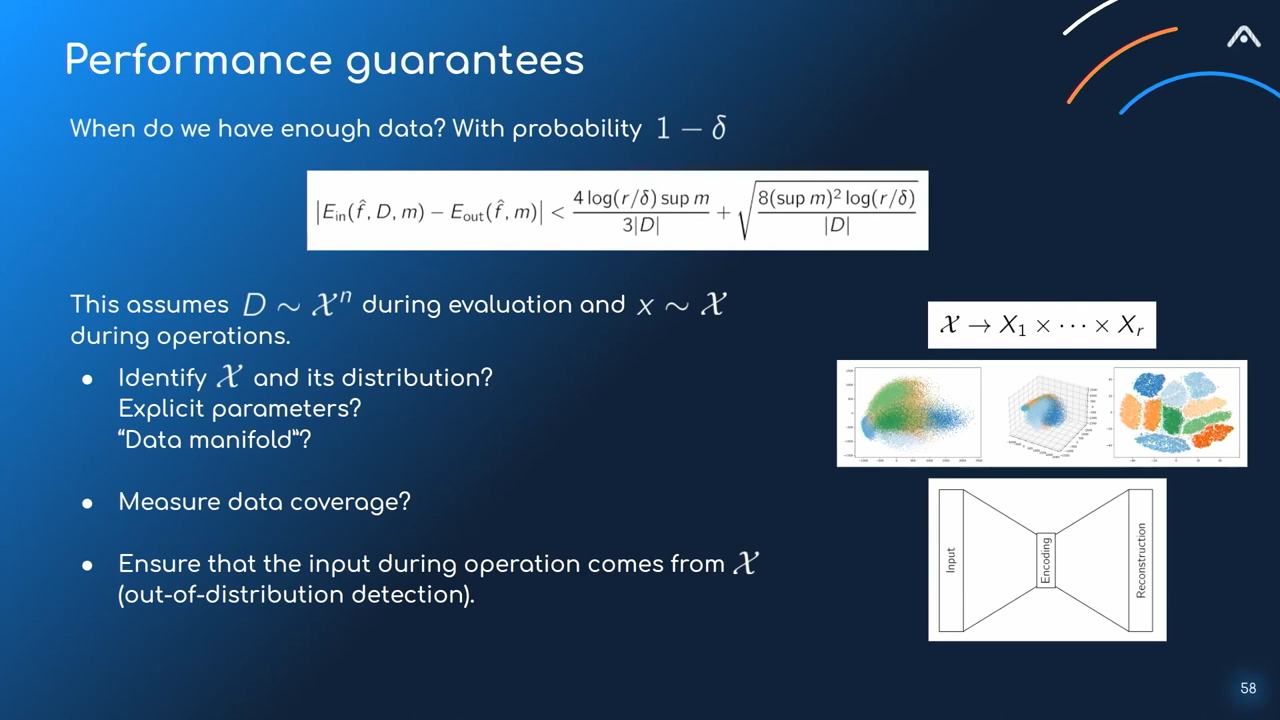 Performance guarantees
When do we have enough data? With probability 1 − δ
|E_in(f̂, D, m) − E_out(f̂, m)| < 4 log(r/δ) sup m / 3|D| + √(8(sup m)² log(r/δ) / |D|)
This assumes D ∼ 𝒳ⁿ during evaluation and x ∼ 𝒳
during operations.
𝒳 → X₁ × ⋯ × Xᵣ
● Identify 𝒳 and its distribution?
Explicit parameters?
“Data manifold”?
● Measure data coverage?
● Ensure that the input during operation comes from 𝒳
(out-of-distribution detection).
Input
Encoding
Reconstruction
58